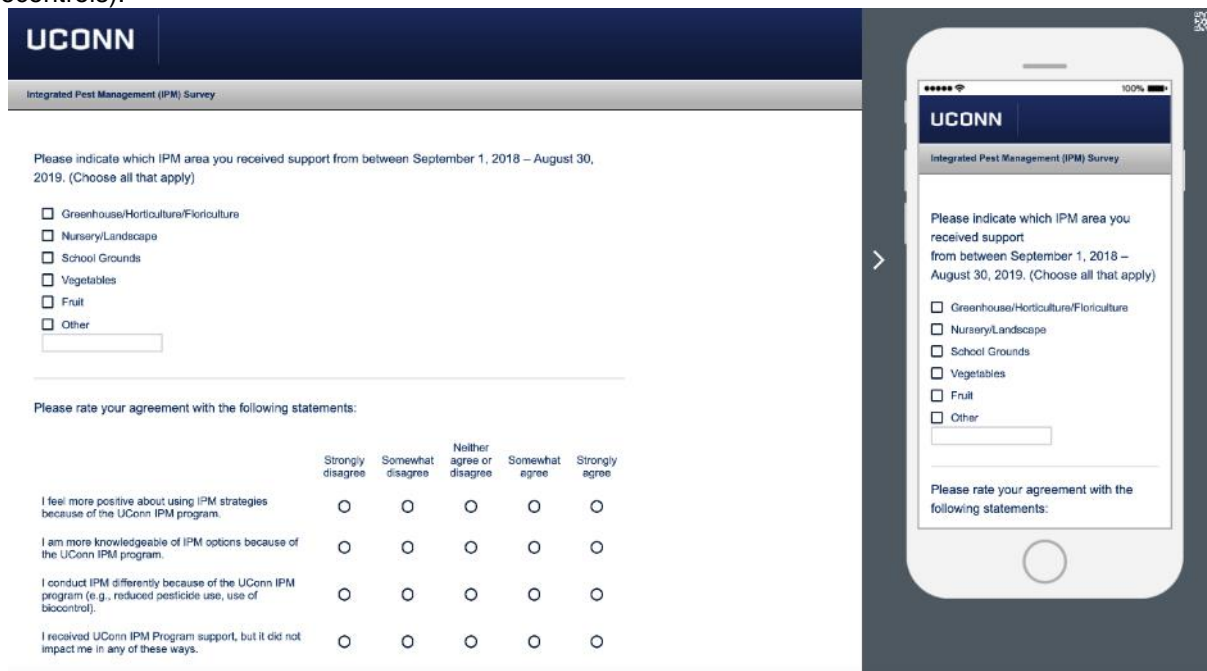 UCONN
Integrated Pest Management (IPM) Survey
Please indicate which IPM area you received support from between September 1, 2018 – August 30,
2019. (Choose all that apply)
Greenhouse/Horticulture/Floriculture
Nursery/Landscape
School Grounds
Vegetables
Fruit
Other
Please rate your agreement with the following statements:
Strongly disagree
Somewhat disagree
Neither agree or disagree
Somewhat agree
Strongly agree
I feel more positive about using IPM strategies
because of the UConn IPM program.
I am more knowledgeable of IPM options because of
the UConn IPM program.
I conduct IPM differently because of the UConn IPM
program (e.g., reduced pesticide use, use of
biocontrol).
I received UConn IPM Program support, but it did not
impact me in any of these ways.
100%
UCONN
Integrated Pest Management (IPM) Survey
Please indicate which IPM area you
received support
from between September 1, 2018 –
August 30, 2019. (Choose all that apply)
Greenhouse/Horticulture/Floriculture
Nursery/Landscape
School Grounds
Vegetables
Fruit
Other
Please rate your agreement with the
following statements: